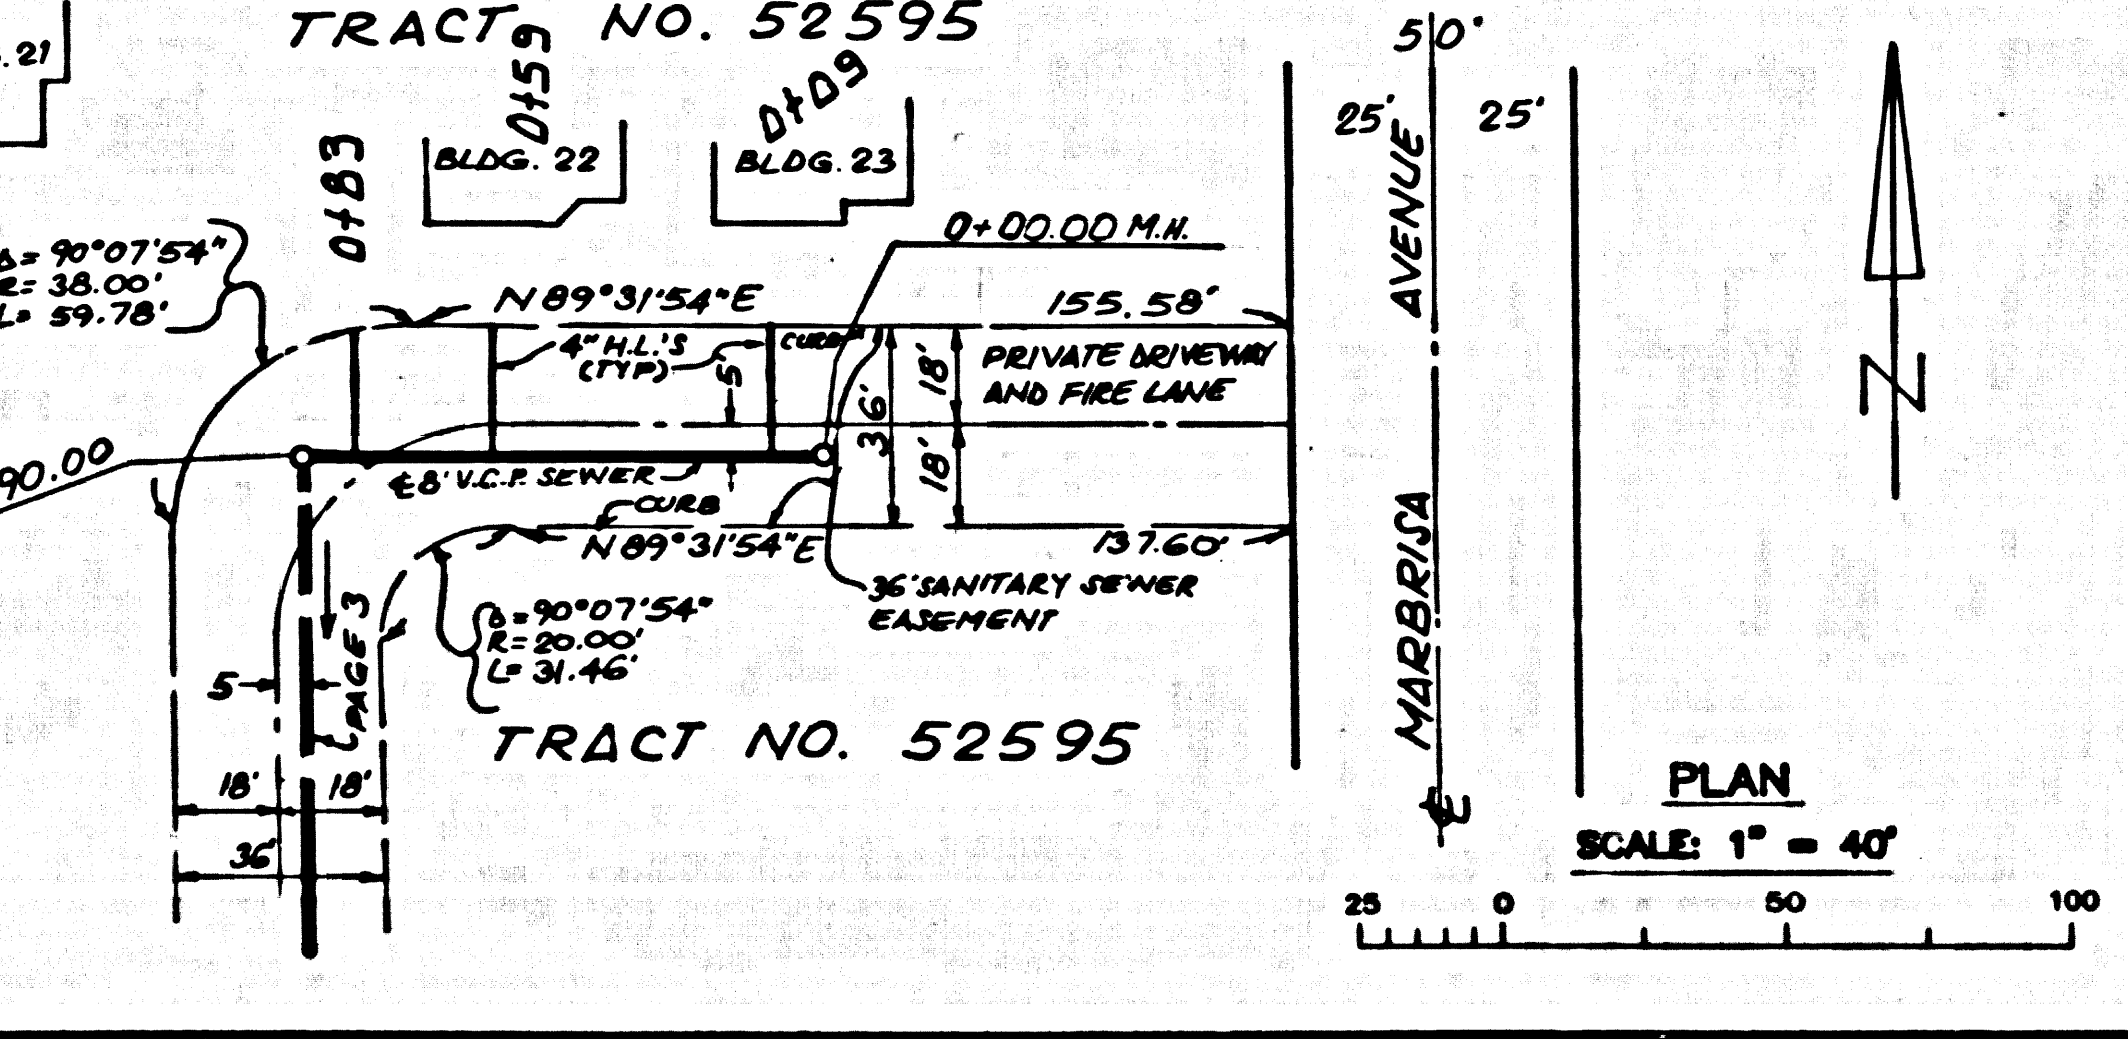 TRACT NO. 52595
. 21
0+83
0+59
0+09
BLDG. 22
BLDG. 23
50'
25'
25'
MARBRISA AVENUE
0+00.00 M.H.
Δ= 90°07'54"
R= 38.00'
L= 59.78'
N 89°31'54"E
155.58'
4" H.L.'S
(TYP)
CURB
5
36'
18'
18'
PRIVATE DRIVEWAY
AND FIRE LANE
90.00
℄ 8' V.C.P. SEWER
CURB
N 89°31'54"E
137.60'
36' SANITARY SEWER
EASEMENT
Δ=90°07'54"
R=20.00'
L= 31.46'
PAGE 3
5
TRACT NO. 52595
18'
18'
36'
℄
N
PLAN
SCALE: 1" = 40'
25 0 50 100